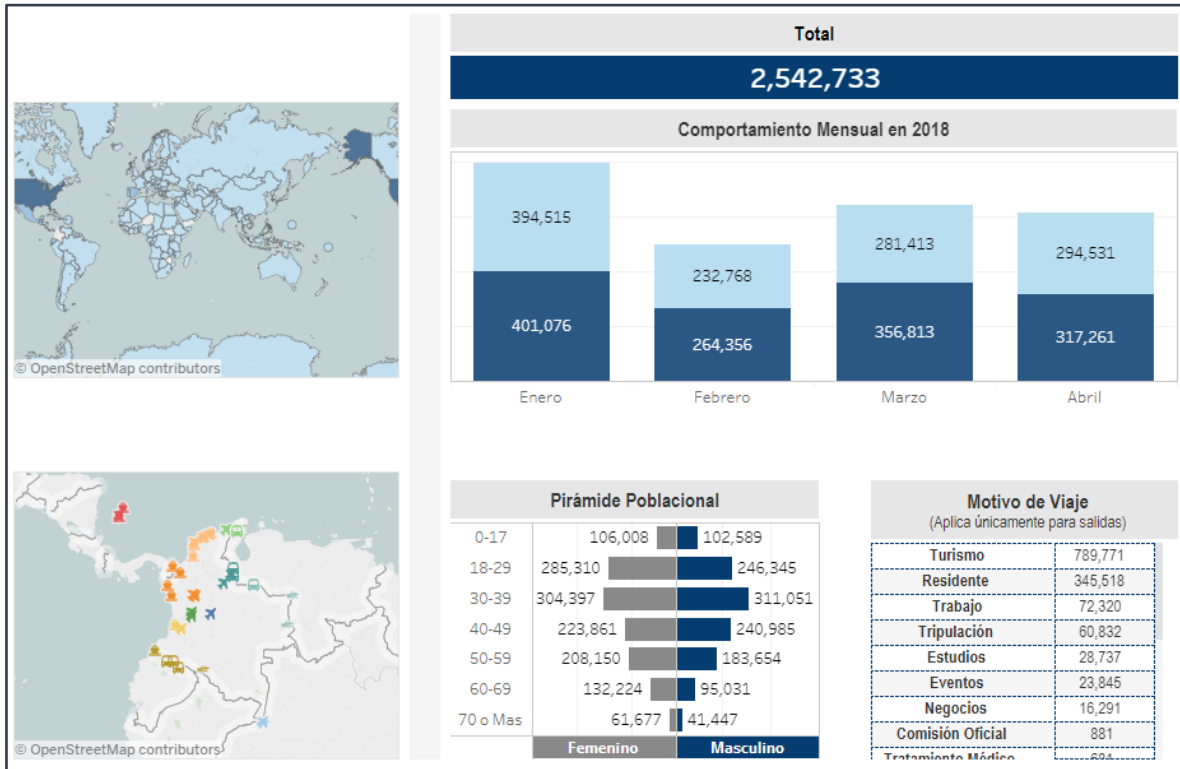 Total
2,542,733
Comportamiento Mensual en 2018
394,515
232,768
281,413
294,531
401,076
264,356
356,813
317,261
Enero
Febrero
Marzo
Abril
© OpenStreetMap contributors
Pirámide Poblacional
0-17 106,008 102,589
18-29 285,310 246,345
30-39 304,397 311,051
40-49 223,861 240,985
50-59 208,150 183,654
60-69 132,224 95,031
70 o Mas 61,677 41,447
Femenino Masculino
Motivo de Viaje
(Aplica únicamente para salidas)
Turismo 789,771
Residente 345,518
Trabajo 72,320
Tripulación 60,832
Estudios 28,737
Eventos 23,845
Negocios 16,291
Comisión Oficial 881
Tratamiento Médico
© OpenStreetMap contributors